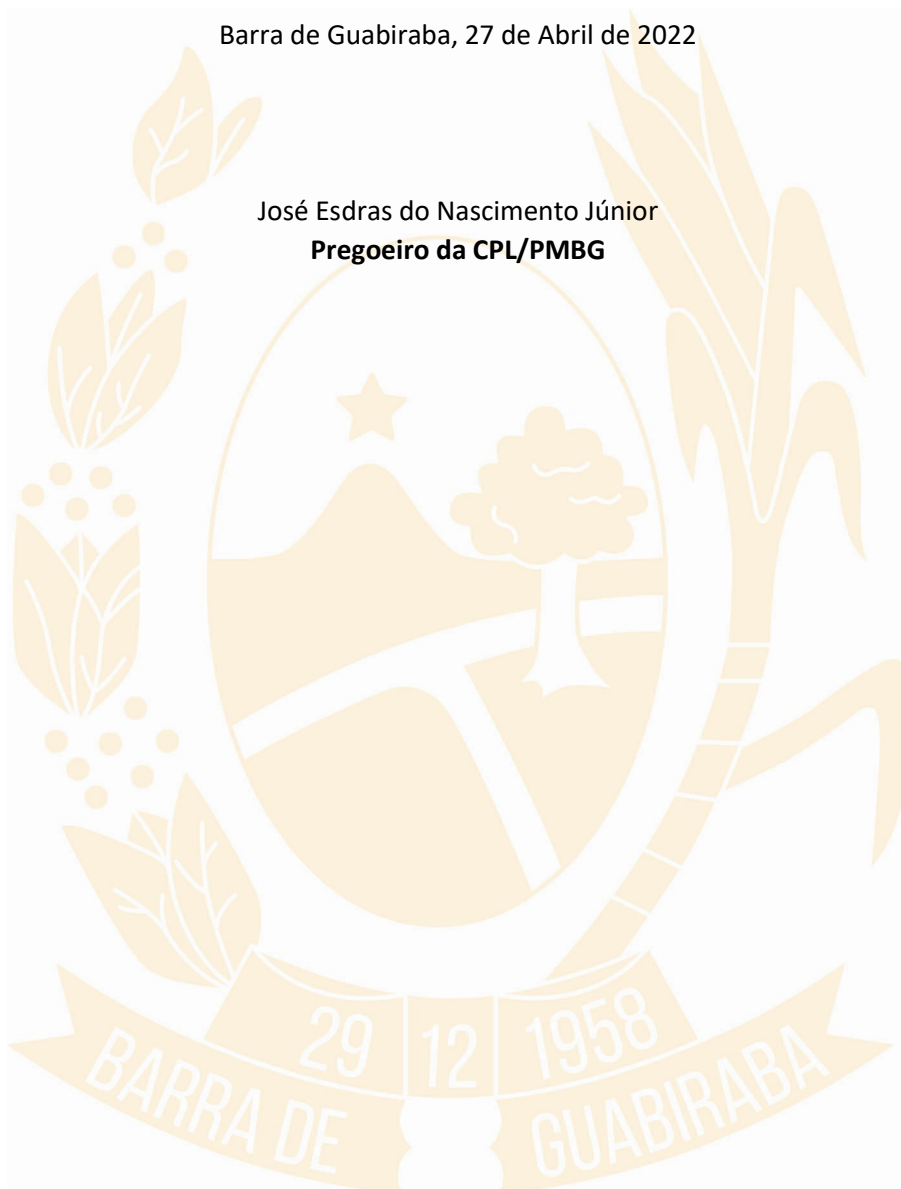 Barra de Guabiraba, 27 de Abril de 2022
José Esdras do Nascimento Júnior
Pregoeiro da CPL/PMBG
29 12 1958
BARRA DE GUABIRABA